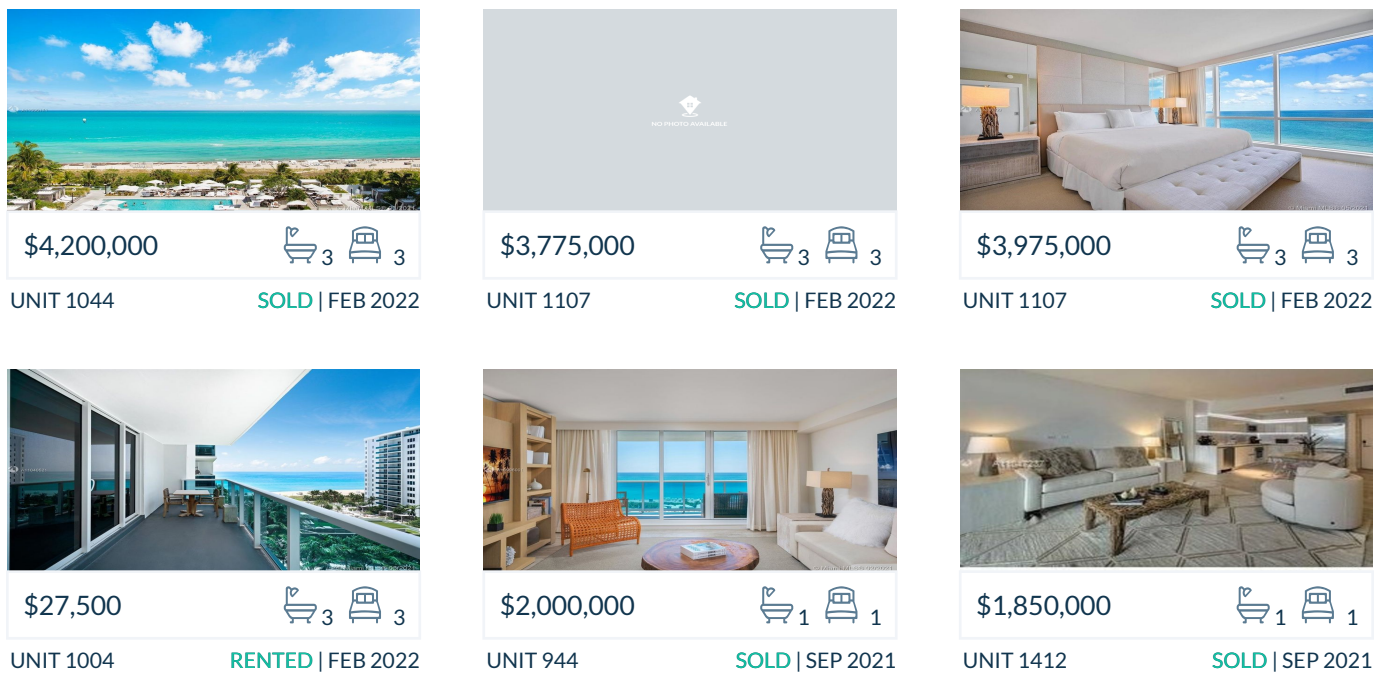 NO PHOTO AVAILABLE
$4,200,000 3 3
$3,775,000 3 3
$3,975,000 3 3
UNIT 1044 SOLD | FEB 2022
UNIT 1107 SOLD | FEB 2022
UNIT 1107 SOLD | FEB 2022
$27,500 3 3
$2,000,000 1 1
$1,850,000 1 1
UNIT 1004 RENTED | FEB 2022
UNIT 944 SOLD | SEP 2021
UNIT 1412 SOLD | SEP 2021